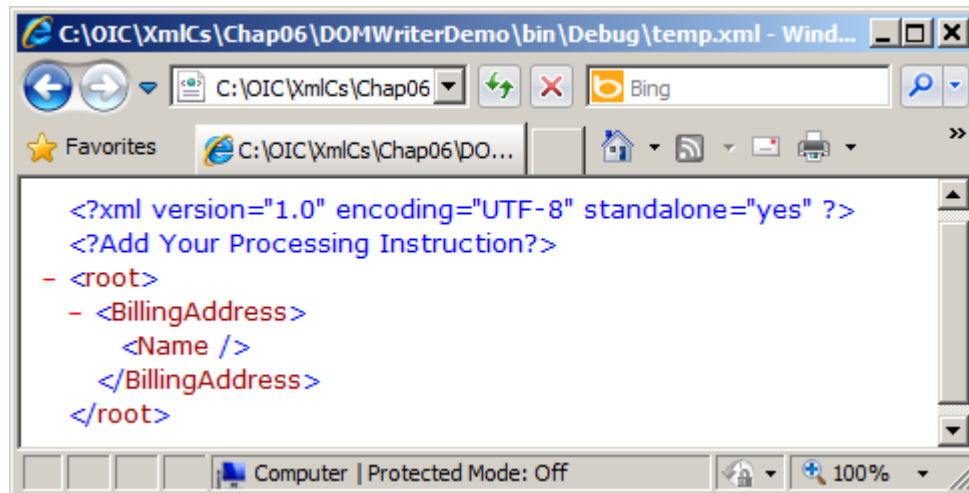 C:\OIC\XmlCs\Chap06\DOMWriterDemo\bin\Debug\temp.xml - Wind...
C:\OIC\XmlCs\Chap06 Bing
Favorites C:\OIC\XmlCs\Chap06\DO... »
<?xml version="1.0" encoding="UTF-8" standalone="yes" ?>
<?Add Your Processing Instruction?>
- <root>
- <BillingAddress>
<Name />
</BillingAddress>
</root>
Computer | Protected Mode: Off 100%